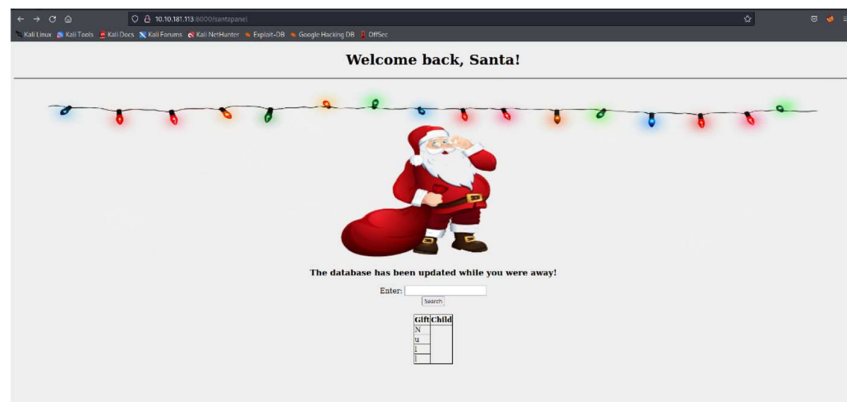 10.10.181.113:8000/santapanel
Kali Linux Kali Tools Kali Docs Kali Forums Kali NetHunter Exploit-DB Google Hacking DB OffSec
Welcome back, Santa!
The database has been updated while you were away!
Enter:
Search
Gift Child
N
u
l
l